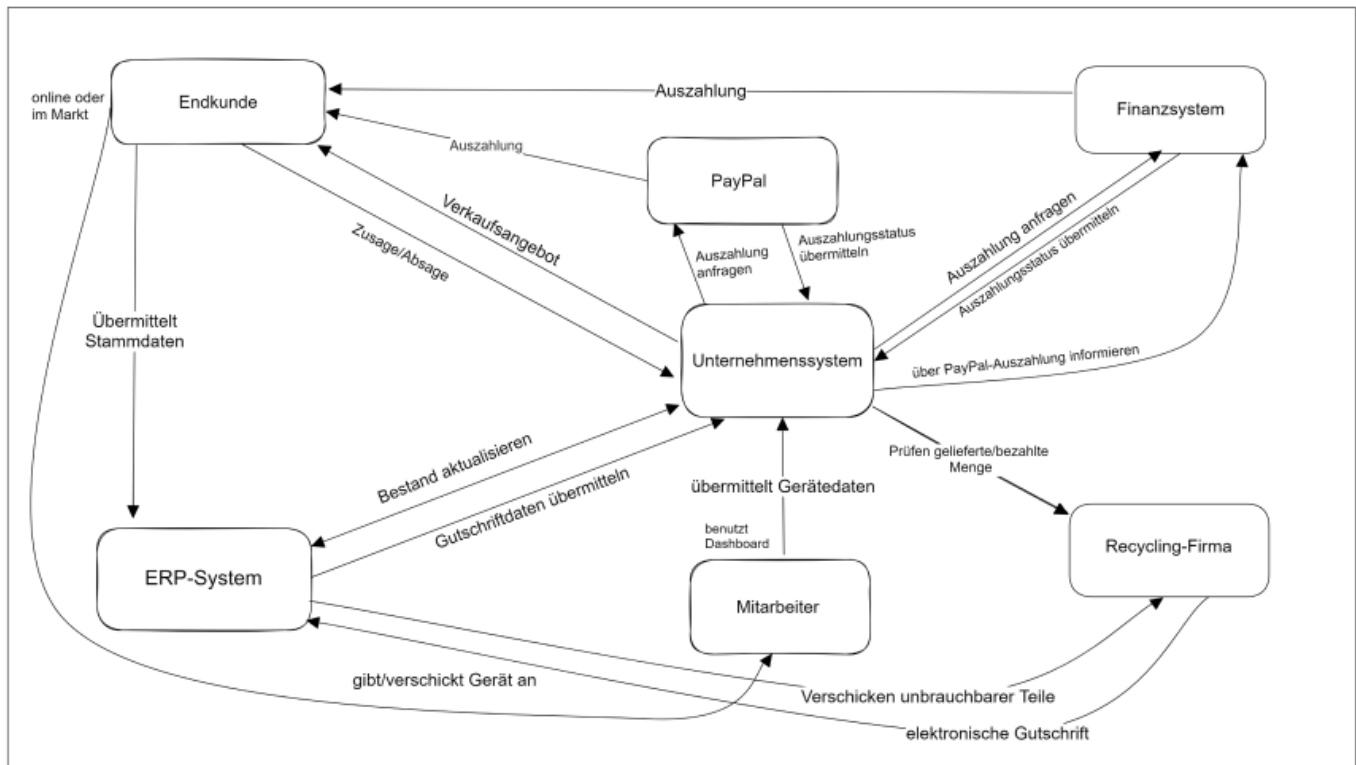 online oder
im Markt
Endkunde
Auszahlung
Finanzsystem
Auszahlung
PayPal
Verkaufsangebot
Zusage/Absage
Auszahlung
anfragen
Auszahlungsstatus
übermitteln
Auszahlung anfragen
Auszahlungsstatus übermitteln
Übermittelt
Stammdaten
Unternehmenssystem
über PayPal-Auszahlung informieren
Bestand aktualisieren
Gutschriftdaten übermitteln
übermittelt Gerätedaten
Prüfen gelieferte/bezahlte
Menge
benutzt
Dashboard
ERP-System
Mitarbeiter
Recycling-Firma
gibt/verschickt Gerät an
Verschicken unbrauchbarer Teile
elektronische Gutschrift